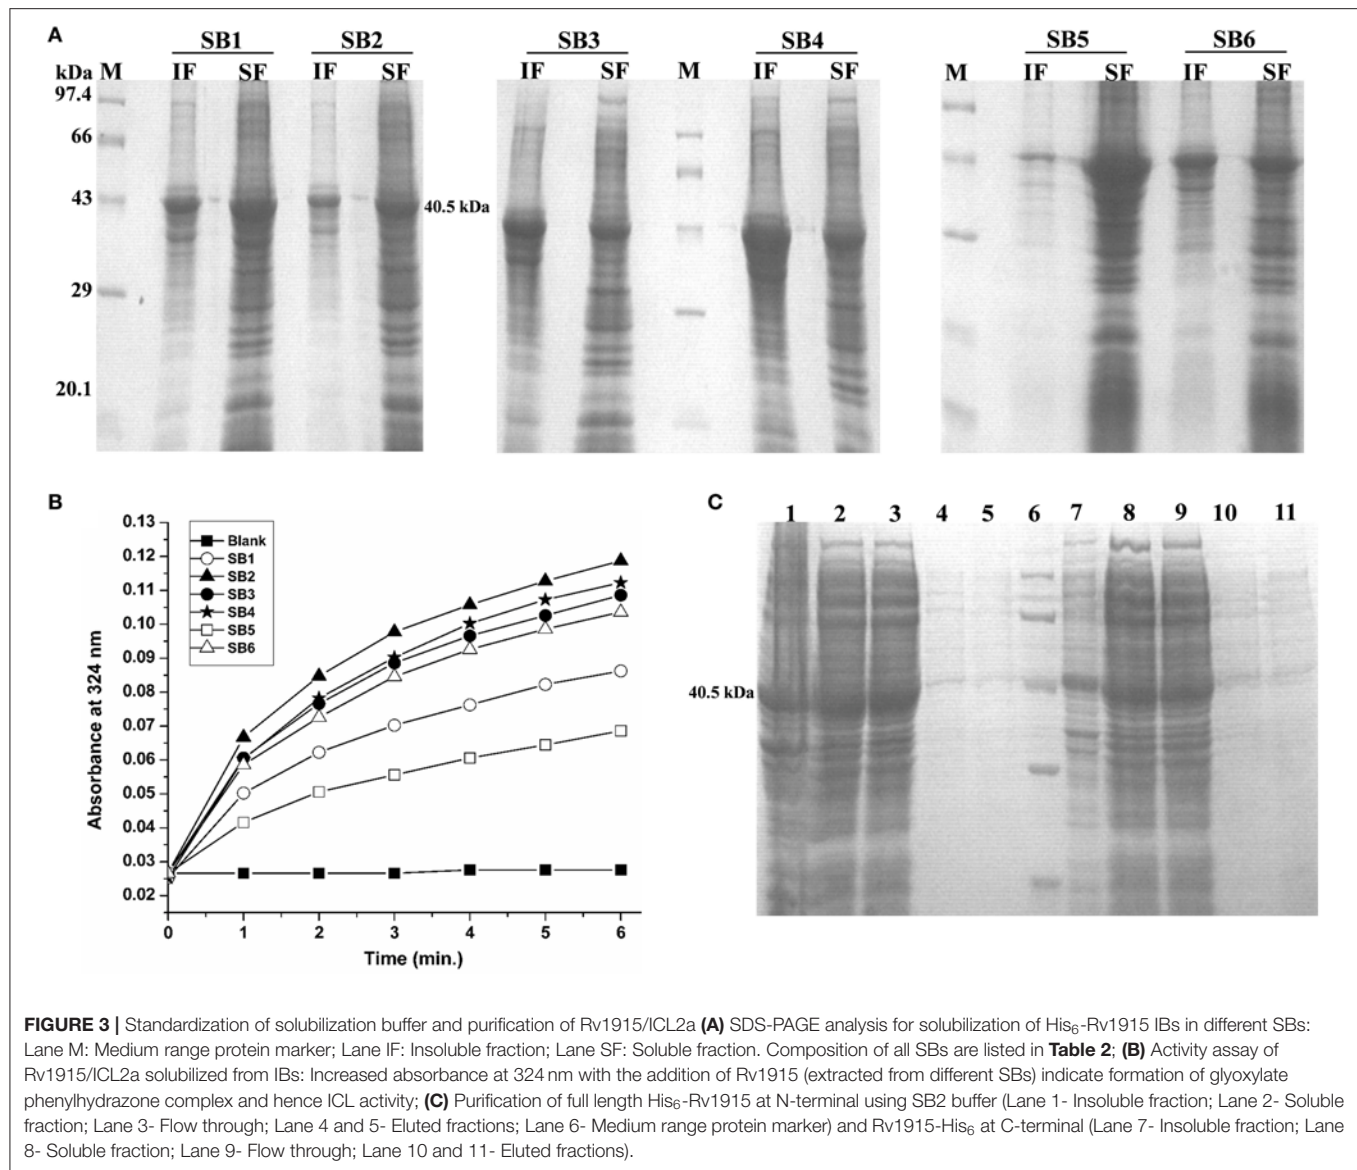 A
SB1 SB2 SB3 SB4 SB5 SB6
kDa M IF SF IF SF IF SF M IF SF M IF SF IF SF
97.4
66
43
40.5 kDa
29
20.1
B
Absorbance at 324 nm
0.13
0.12
0.11
0.10
0.09
0.08
0.07
0.06
0.05
0.04
0.03
0.02
Blank
SB1
SB2
SB3
SB4
SB5
SB6
0 1 2 3 4 5 6
Time (min.)
C
1 2 3 4 5 6 7 8 9 10 11
40.5 kDa
FIGURE 3 | Standardization of solubilization buffer and purification of Rv1915/ICL2a (A) SDS-PAGE analysis for solubilization of His6-Rv1915 IBs in different SBs:
Lane M: Medium range protein marker; Lane IF: Insoluble fraction; Lane SF: Soluble fraction. Composition of all SBs are listed in Table 2; (B) Activity assay of
Rv1915/ICL2a solubilized from IBs: Increased absorbance at 324 nm with the addition of Rv1915 (extracted from different SBs) indicate formation of glyoxylate
phenylhydrazone complex and hence ICL activity; (C) Purification of full length His6-Rv1915 at N-terminal using SB2 buffer (Lane 1- Insoluble fraction; Lane 2- Soluble
fraction; Lane 3- Flow through; Lane 4 and 5- Eluted fractions; Lane 6- Medium range protein marker) and Rv1915-His6 at C-terminal (Lane 7- Insoluble fraction; Lane
8- Soluble fraction; Lane 9- Flow through; Lane 10 and 11- Eluted fractions).